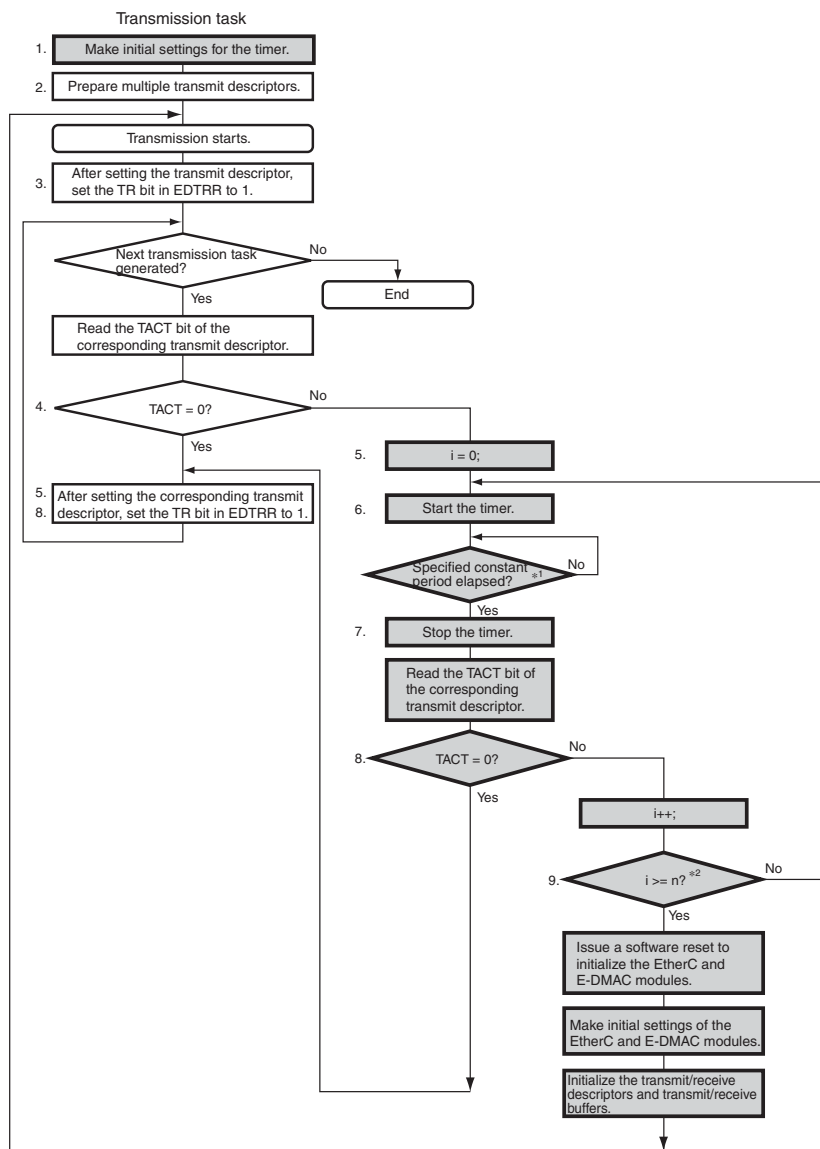 Transmission task
1. Make initial settings for the timer.
2. Prepare multiple transmit descriptors.
Transmission starts.
3. After setting the transmit descriptor,
set the TR bit in EDTRR to 1.
Next transmission task
generated?
No
End
Yes
Read the TACT bit of the
corresponding transmit descriptor.
4. TACT = 0?
No
Yes
5. After setting the corresponding transmit
8. descriptor, set the TR bit in EDTRR to 1.
5. i = 0;
6. Start the timer.
Specified constant
period elapsed? *1
No
Yes
7. Stop the timer.
Read the TACT bit of
the corresponding
transmit descriptor.
8. TACT = 0?
No
Yes
i++;
9. i >= n? *2
No
Yes
Issue a software reset to
initialize the EtherC and
E-DMAC modules.
Make initial settings of the
EtherC and E-DMAC modules.
Initialize the transmit/receive
descriptors and transmit/receive
buffers.